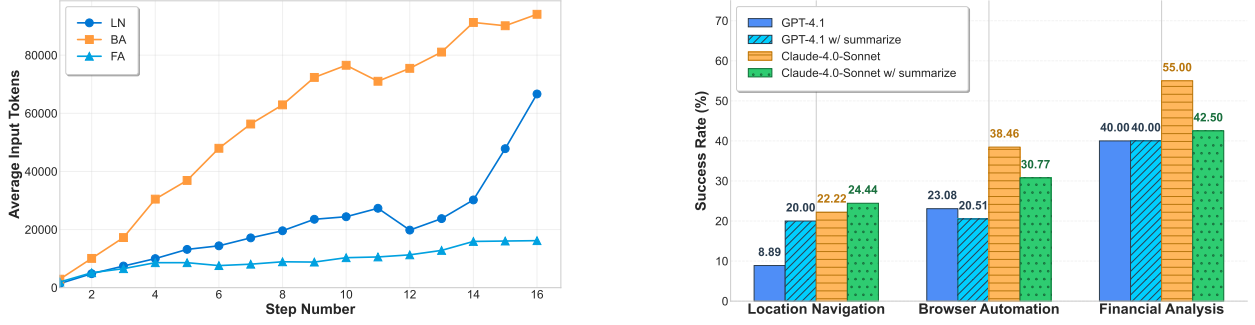 LN
BA
FA
80000
60000
40000
20000
0
2 4 6 8 10 12 14 16
Average Input Tokens
Step Number
GPT-4.1
GPT-4.1 w/ summarize
Claude-4.0-Sonnet
Claude-4.0-Sonnet w/ summarize
70
60
50
40
30
20
10
0
Success Rate (%)
8.89 20.00 22.22 24.44
23.08 20.51 38.46 30.77
40.00 40.00 55.00 42.50
Location Navigation Browser Automation Financial Analysis